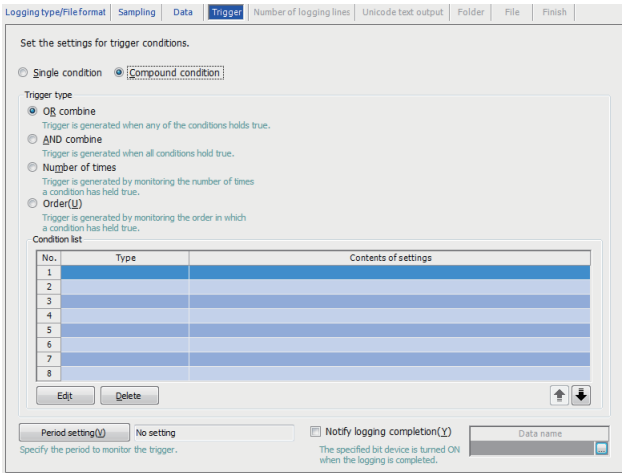 Logging type/File format Sampling Data Trigger Number of logging lines Unicode text output Folder File Finish
Set the settings for trigger conditions.
Single condition Compound condition
Trigger type
OR combine
Trigger is generated when any of the conditions holds true.
AND combine
Trigger is generated when all conditions hold true.
Number of times
Trigger is generated by monitoring the number of times
a condition has held true.
Order(U)
Trigger is generated by monitoring the order in which
a condition has held true.
Condition list
No. Type Contents of settings
1
2
3
4
5
6
7
8
Edit Delete
Period setting(V) No setting Notify logging completion(Y) Data name
Specify the period to monitor the trigger. The specified bit device is turned ON
when the logging is completed. ...